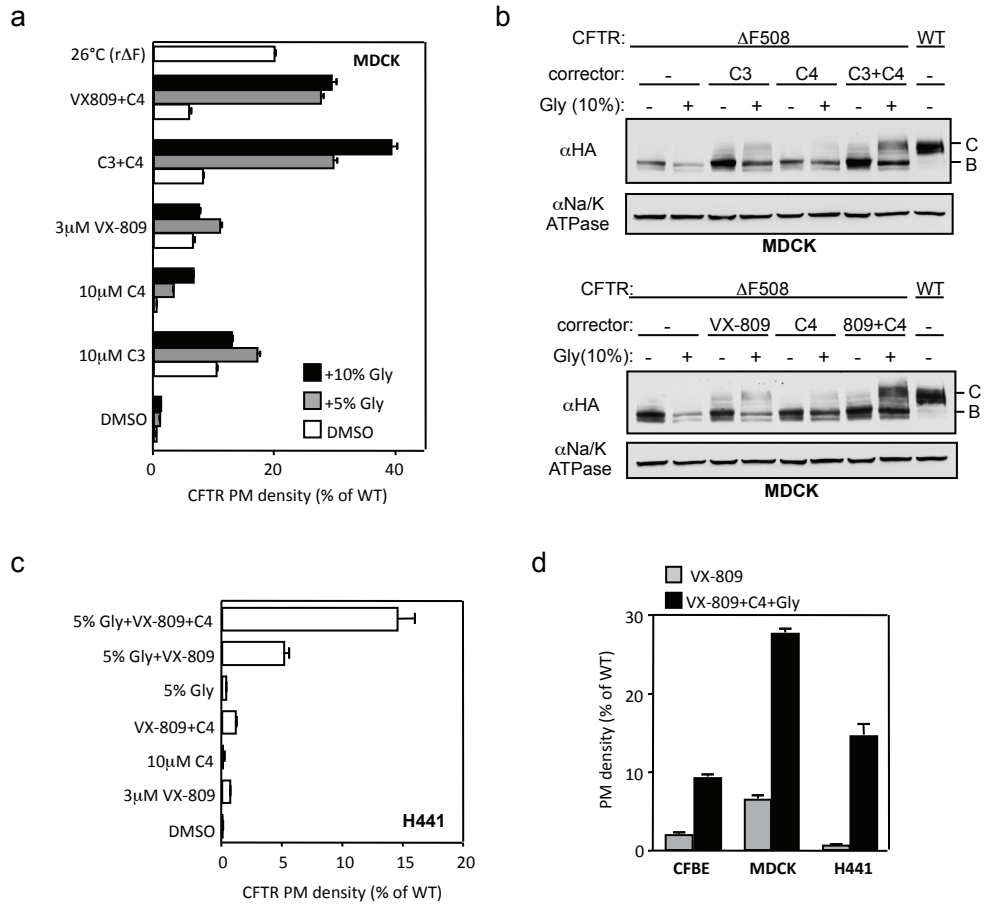 a
MDCK
26°C (rΔF)
VX809+C4
C3+C4
3μM VX-809
10μM C4
10μM C3
DMSO
+10% Gly
+5% Gly
DMSO
0 20 40
CFTR PM density (% of WT)
b
CFTR: ΔF508 WT
corrector: - C3 C4 C3+C4 -
Gly (10%): - + - + - + - + -
αHA
C
B
αNa/K
ATPase
MDCK
CFTR: ΔF508 WT
corrector: - VX-809 C4 809+C4 -
Gly(10%): - + - + - + - + -
αHA
C
B
αNa/K
ATPase
MDCK
c
5% Gly+VX-809+C4
5% Gly+VX-809
5% Gly
VX-809+C4
10μM C4
3μM VX-809
DMSO
H441
0 5 10 15 20
CFTR PM density (% of WT)
d
VX-809
VX-809+C4+Gly
PM density (% of WT)
30
20
10
0
CFBE MDCK H441